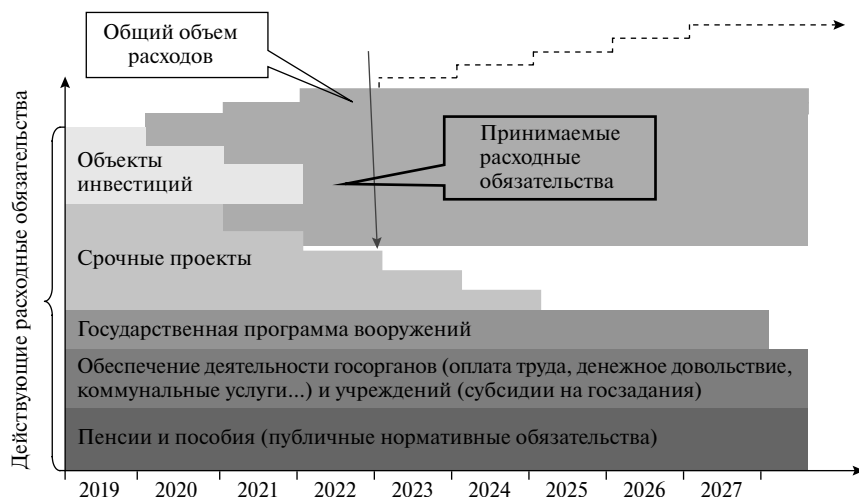 Общий объем
расходов
Принимаемые
расходные
обязательства
Действующие расходные обязательства
Объекты
инвестиций
Срочные проекты
Государственная программа вооружений
Обеспечение деятельности госорганов (оплата труда, денежное довольствие,
коммунальные услуги...) и учреждений (субсидии на госзадания)
Пенсии и пособия (публичные нормативные обязательства)
2019 2020 2021 2022 2023 2024 2025 2026 2027